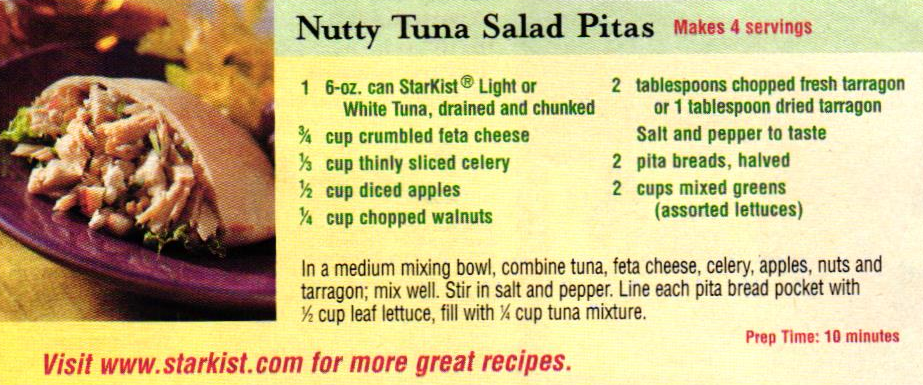 Nutty Tuna Salad Pitas Makes 4 servings
1 6-oz. can StarKist® Light or
White Tuna, drained and chunked
¾ cup crumbled feta cheese
⅓ cup thinly sliced celery
½ cup diced apples
¼ cup chopped walnuts
2 tablespoons chopped fresh tarragon
or 1 tablespoon dried tarragon
Salt and pepper to taste
2 pita breads, halved
2 cups mixed greens
(assorted lettuces)
In a medium mixing bowl, combine tuna, feta cheese, celery, apples, nuts and
tarragon; mix well. Stir in salt and pepper. Line each pita bread pocket with
½ cup leaf lettuce, fill with ¼ cup tuna mixture.
Prep Time: 10 minutes
Visit www.starkist.com for more great recipes.